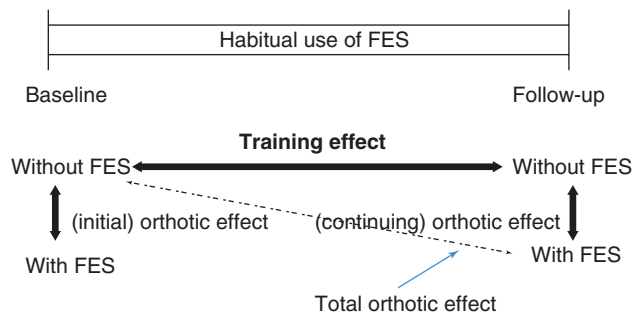 Habitual use of FES
Baseline Follow-up
Training effect
Without FES Without FES
(initial) orthotic effect (continuing) orthotic effect
With FES With FES
Total orthotic effect